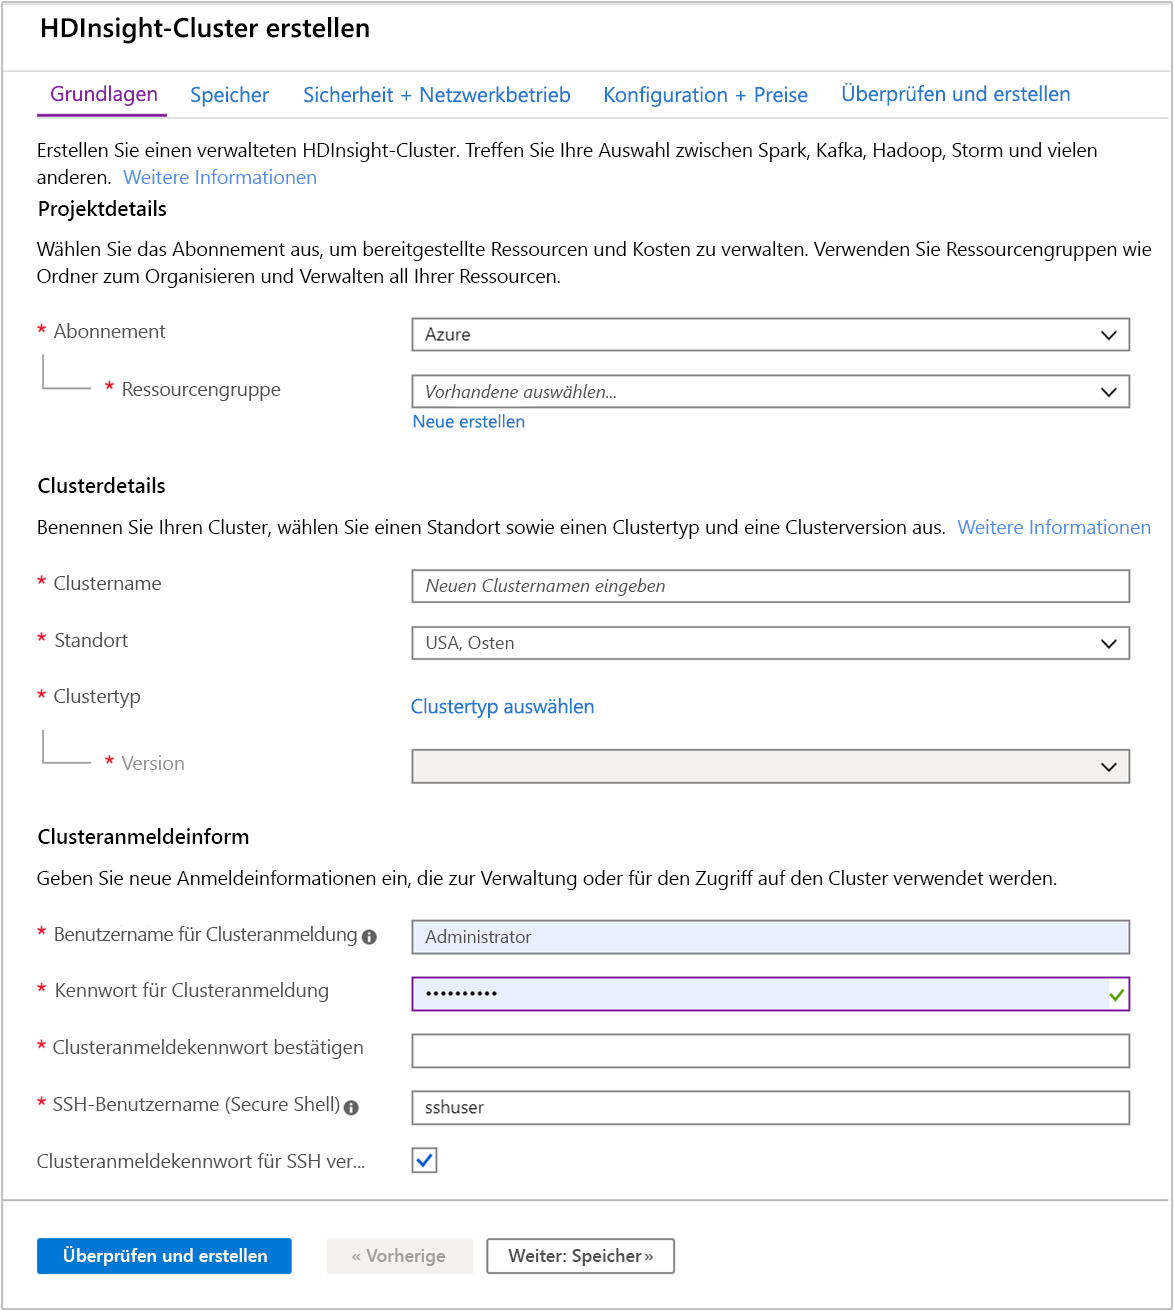 HDInsight-Cluster erstellen
Grundlagen Speicher Sicherheit + Netzwerkbetrieb Konfiguration + Preise Überprüfen und erstellen
Erstellen Sie einen verwalteten HDInsight-Cluster. Treffen Sie Ihre Auswahl zwischen Spark, Kafka, Hadoop, Storm und vielen
anderen. Weitere Informationen
Projektdetails
Wählen Sie das Abonnement aus, um bereitgestellte Ressourcen und Kosten zu verwalten. Verwenden Sie Ressourcengruppen wie
Ordner zum Organisieren und Verwalten all Ihrer Ressourcen.
* Abonnement Azure
* Ressourcengruppe Vorhandene auswählen...
Neue erstellen
Clusterdetails
Benennen Sie Ihren Cluster, wählen Sie einen Standort sowie einen Clustertyp und eine Clusterversion aus. Weitere Informationen
* Clustername Neuen Clusternamen eingeben
* Standort USA, Osten
* Clustertyp Clustertyp auswählen
* Version
Clusteranmeldeinform
Geben Sie neue Anmeldeinformationen ein, die zur Verwaltung oder für den Zugriff auf den Cluster verwendet werden.
* Benutzername für Clusteranmeldung Administrator
* Kennwort für Clusteranmeldung ••••••••••
* Clusteranmeldekennwort bestätigen
* SSH-Benutzername (Secure Shell) sshuser
Clusteranmeldekennwort für SSH ver...
Überprüfen und erstellen « Vorherige Weiter: Speicher »